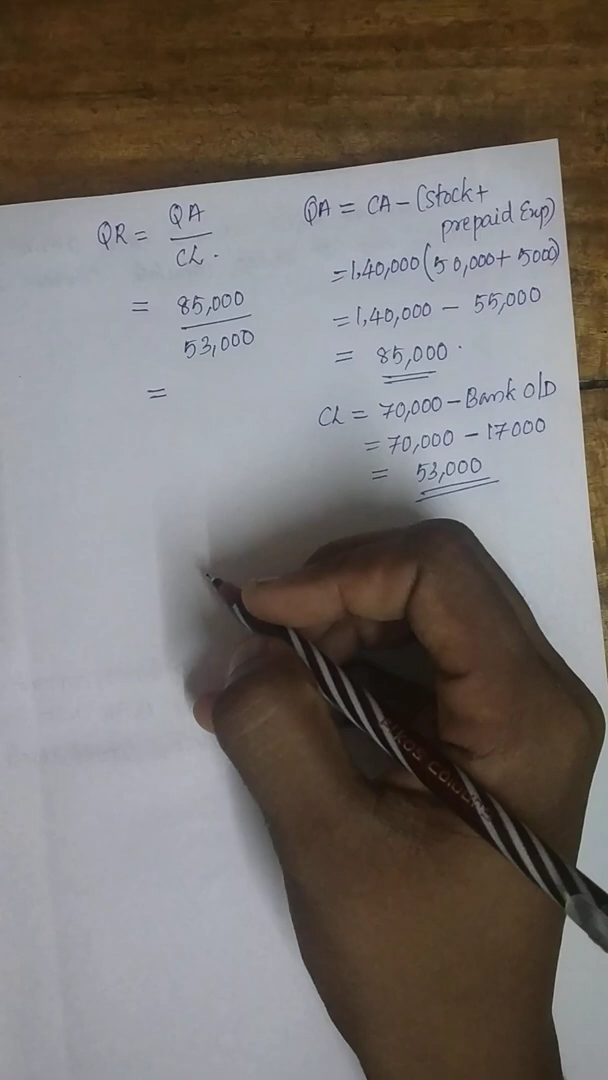 QR = QA / CL.
= 85,000 / 53,000
=
QA = CA - (Stock +
prepaid Exp)
= 1,40,000 (50,000 + 5000)
= 1,40,000 - 55,000
= 85,000.
CL = 70,000 - Bank O/D
= 70,000 - 17000
= 53,000